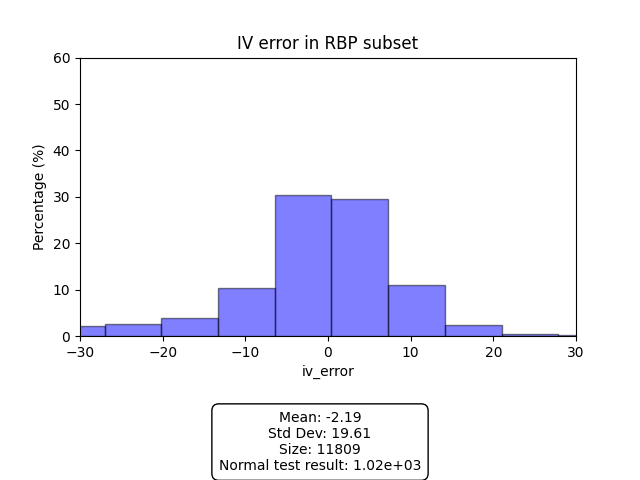 IV error in RBP subset
60
50
40
30
20
10
0
Percentage (%)
−30
−20
−10
0
10
20
30
iv_error
Mean: -2.19
Std Dev: 19.61
Size: 11809
Normal test result: 1.02e+03